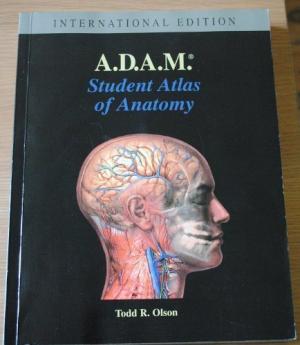 INTERNATIONAL EDITION
A.D.A.M.®
Student Atlas
of Anatomy
Todd R. Olson